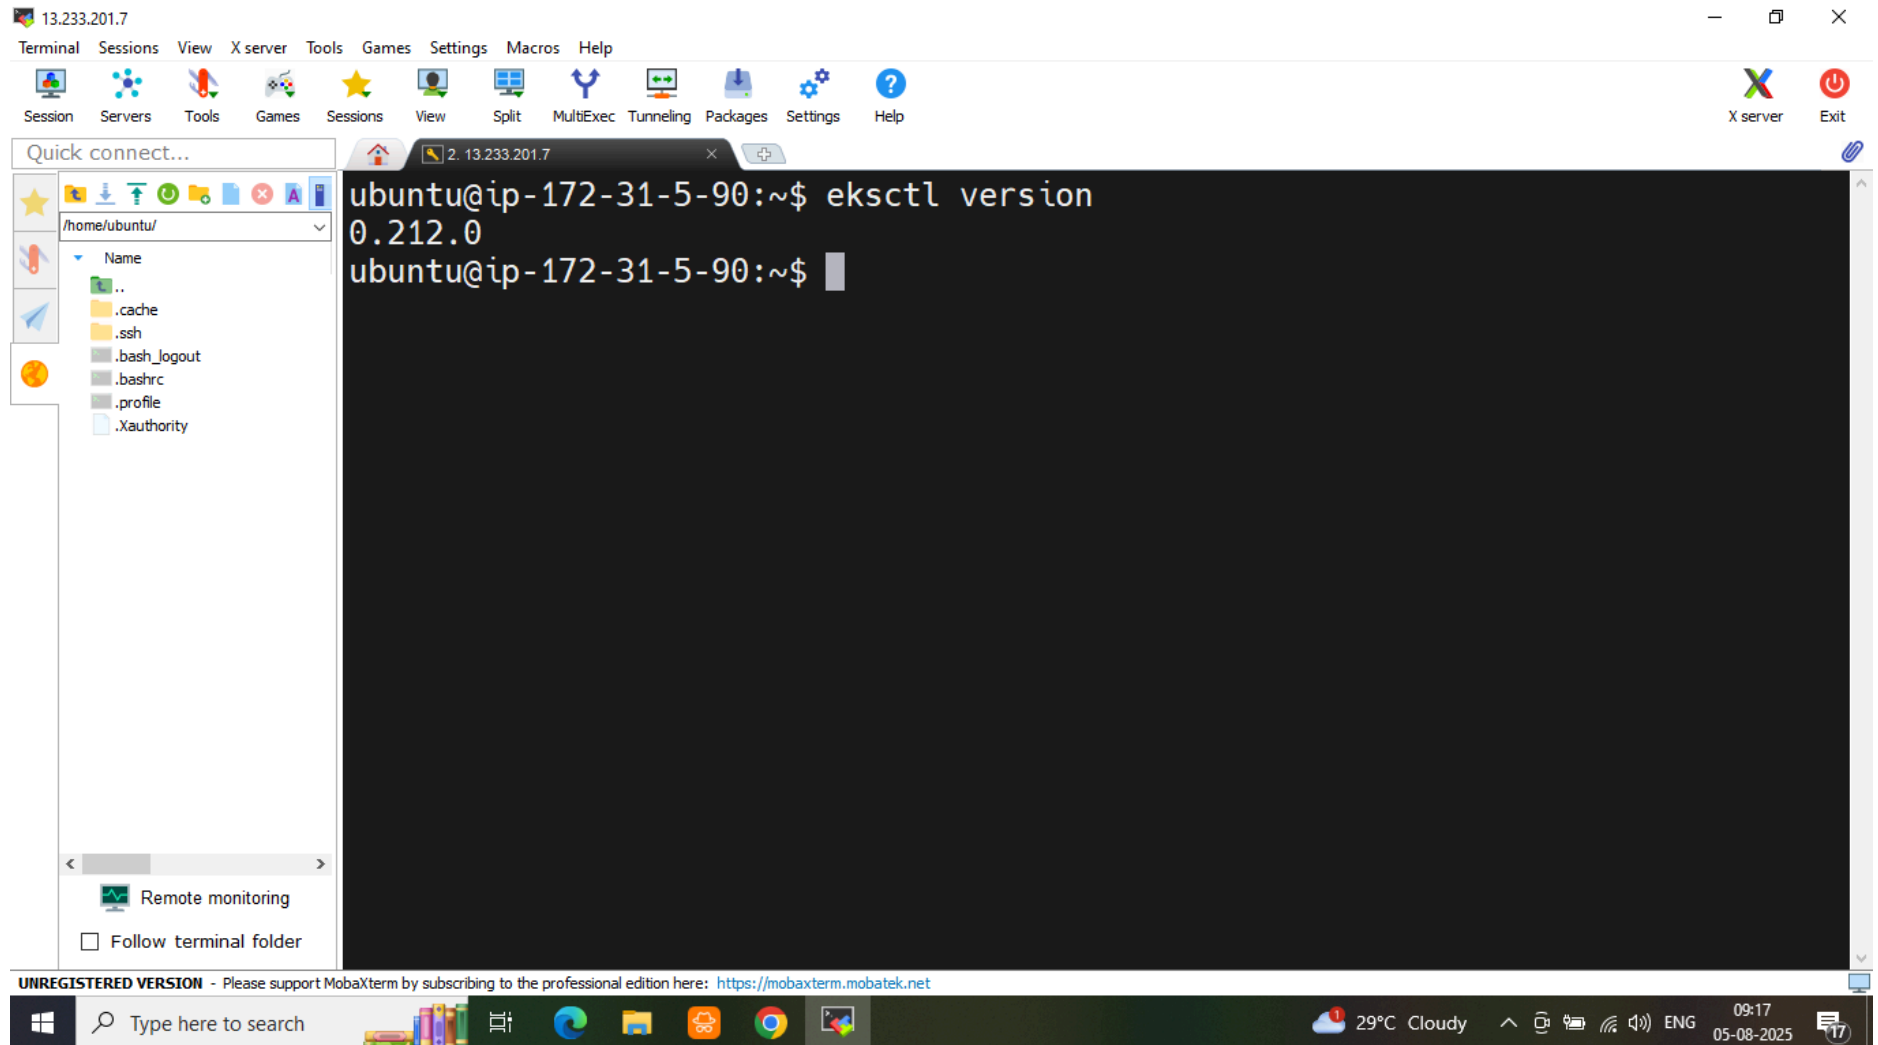 13.233.201.7
Terminal Sessions View X server Tools Games Settings Macros Help
Session Servers Tools Games Sessions View Split MultiExec Tunneling Packages Settings Help X server Exit
Quick connect...
2. 13.233.201.7
/home/ubuntu/
Name
..
.cache
.ssh
.bash_logout
.bashrc
.profile
.Xauthority
ubuntu@ip-172-31-5-90:~$ eksctl version
0.212.0
ubuntu@ip-172-31-5-90:~$
Remote monitoring
Follow terminal folder
UNREGISTERED VERSION - Please support MobaXterm by subscribing to the professional edition here: https://mobaxterm.mobatek.net
Type here to search
1
29°C Cloudy
ENG
09:17
05-08-2025
17